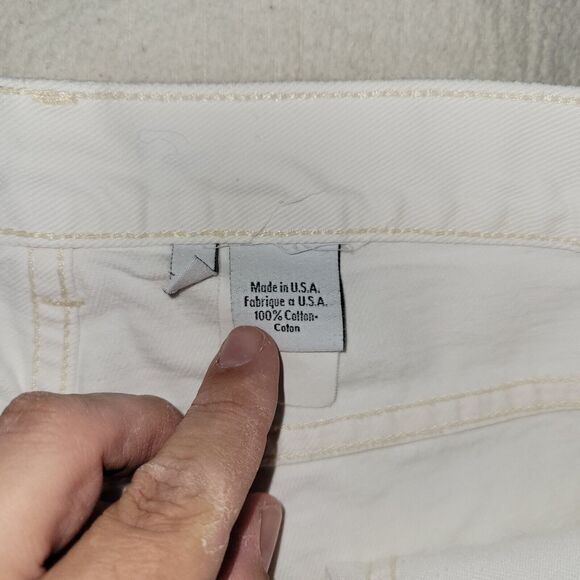 Made in U.S.A.
Fabrique a U.S.A.
100% Cotton-
Coton